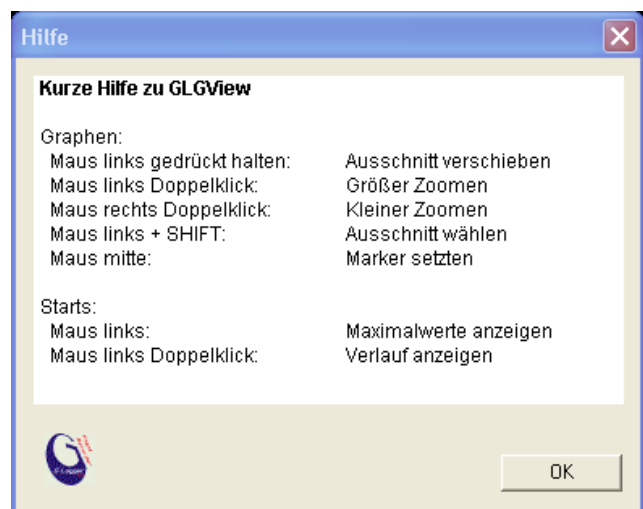 Hilfe
Kurze Hilfe zu GLGView
Graphen:
Maus links gedrückt halten: Ausschnitt verschieben
Maus links Doppelklick: Größer Zoomen
Maus rechts Doppelklick: Kleiner Zoomen
Maus links + SHIFT: Ausschnitt wählen
Maus mitte: Marker setzten
Starts:
Maus links: Maximalwerte anzeigen
Maus links Doppelklick: Verlauf anzeigen
OK